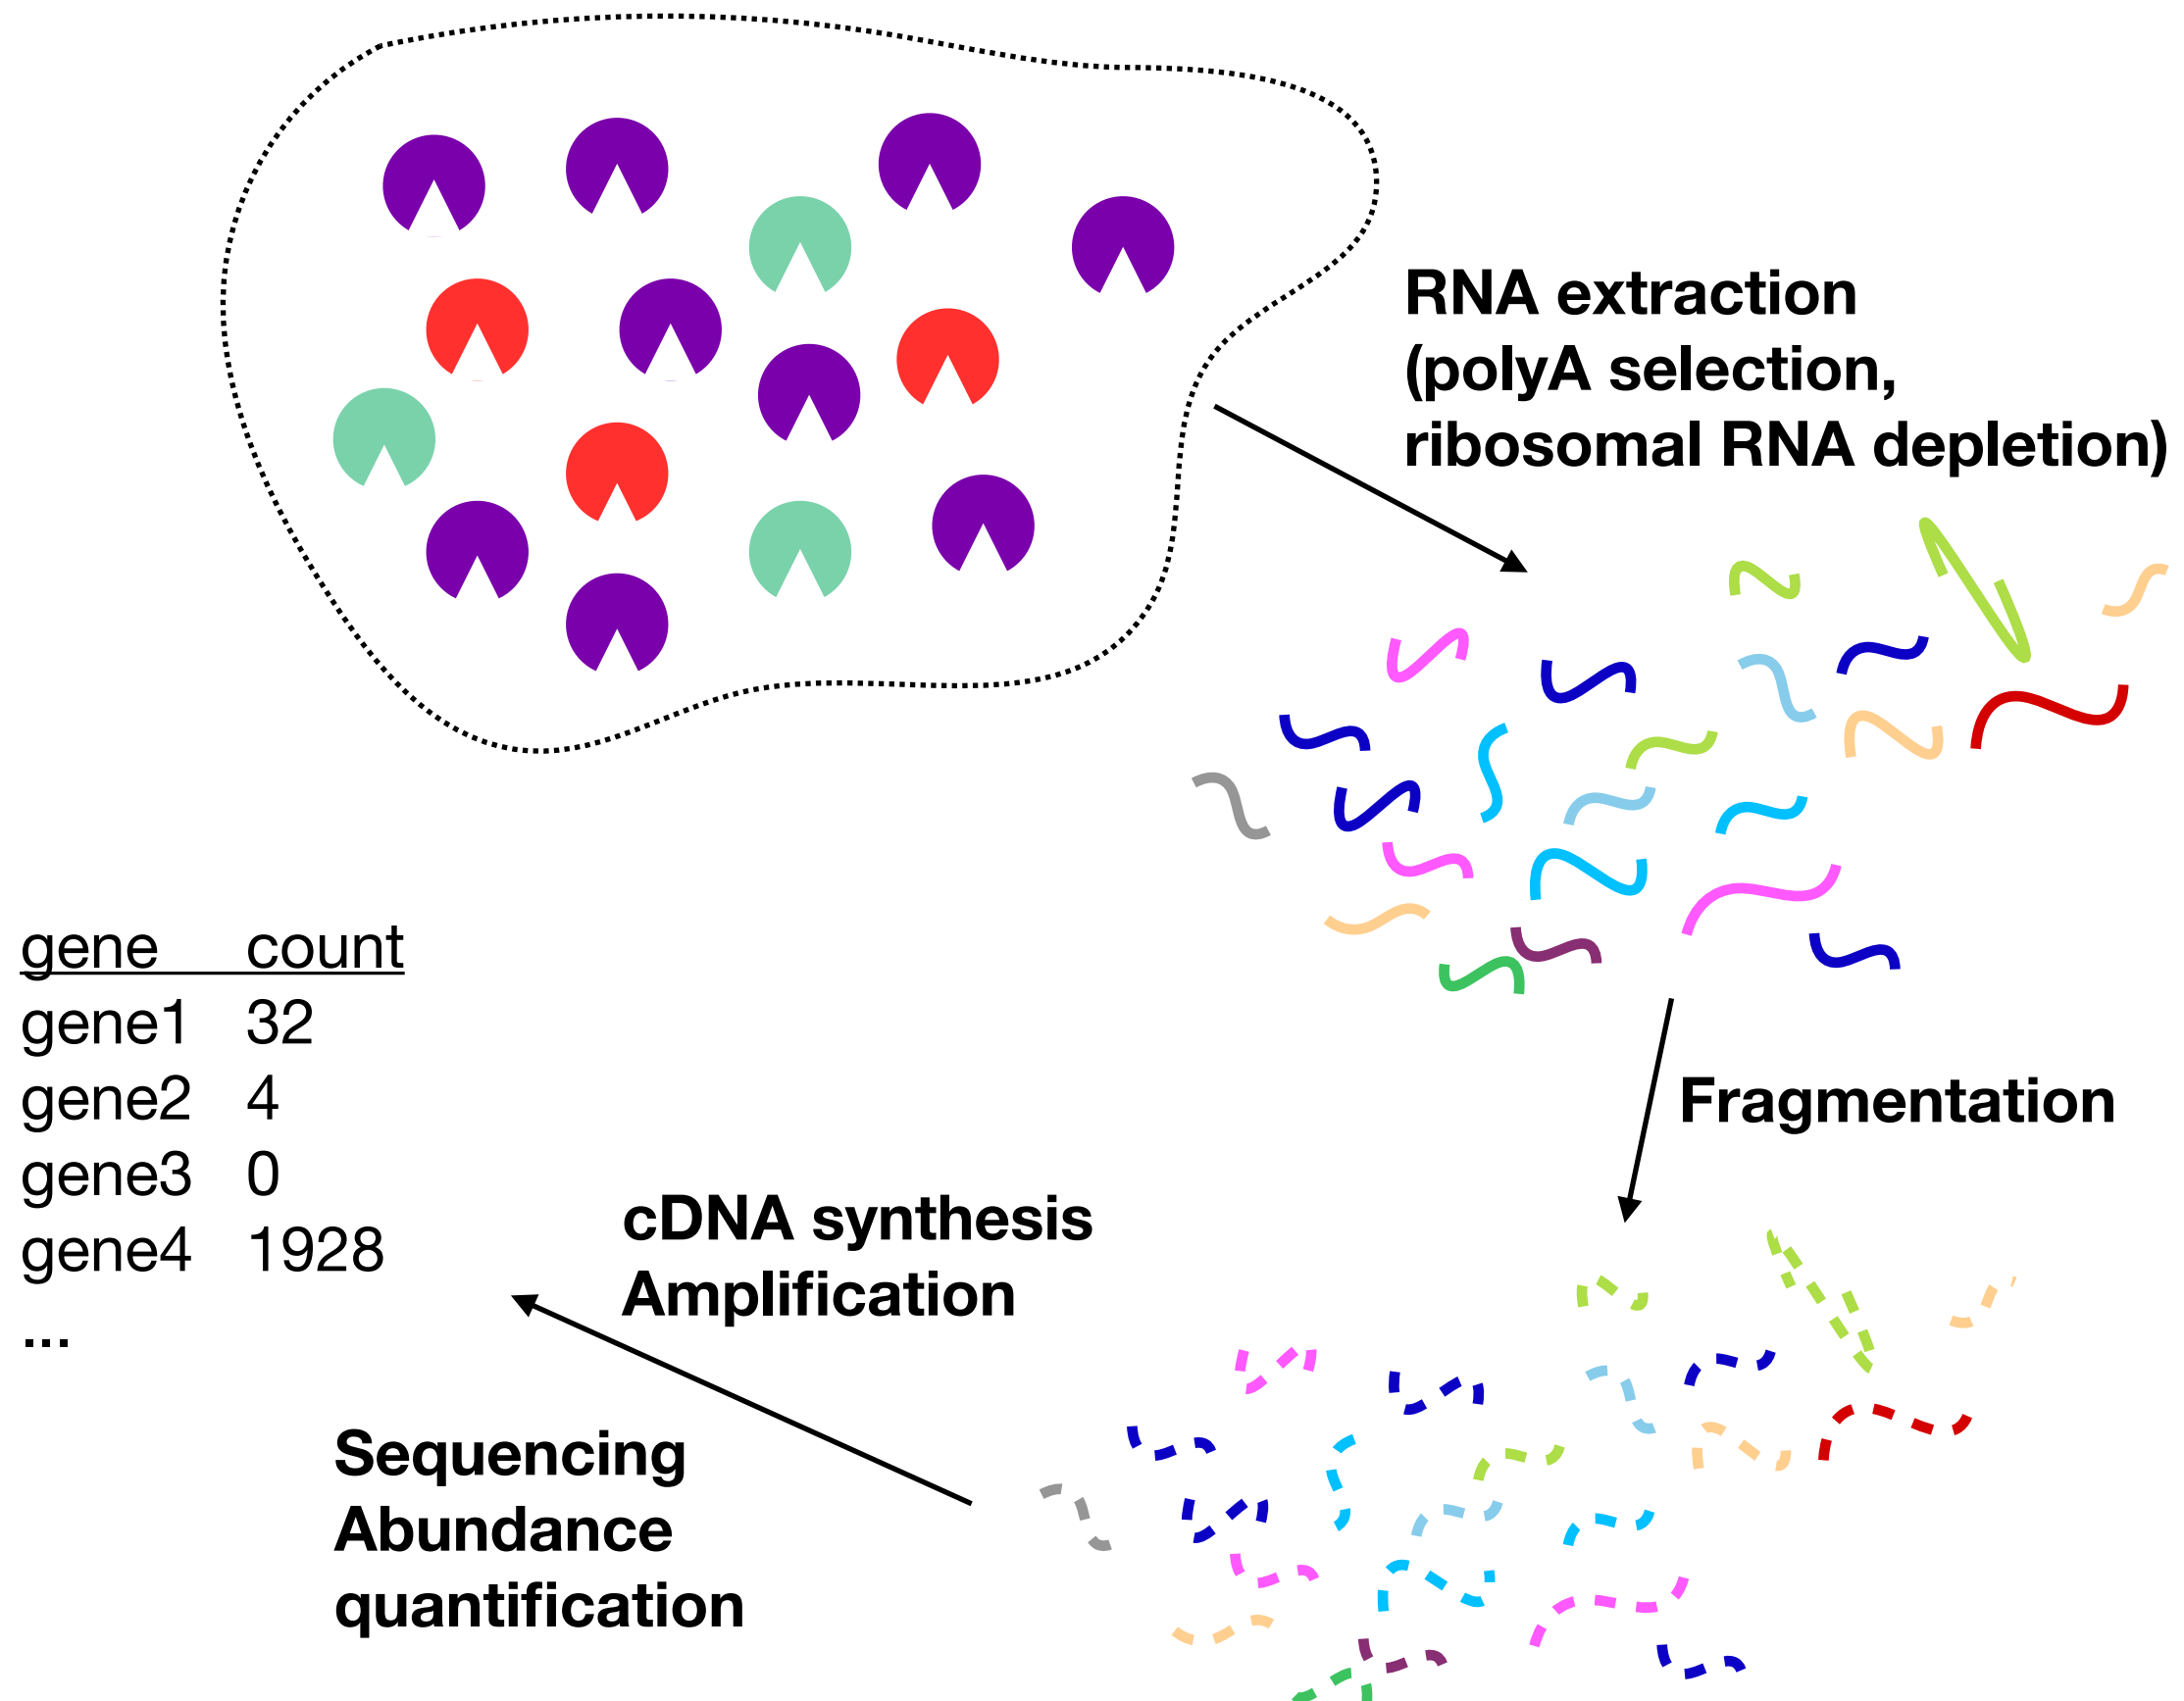 RNA extraction
(polyA selection,
ribosomal RNA depletion)
Fragmentation
cDNA synthesis
Amplification
Sequencing
Abundance
quantification
gene count
gene1 32
gene2 4
gene3 0
gene4 1928
...